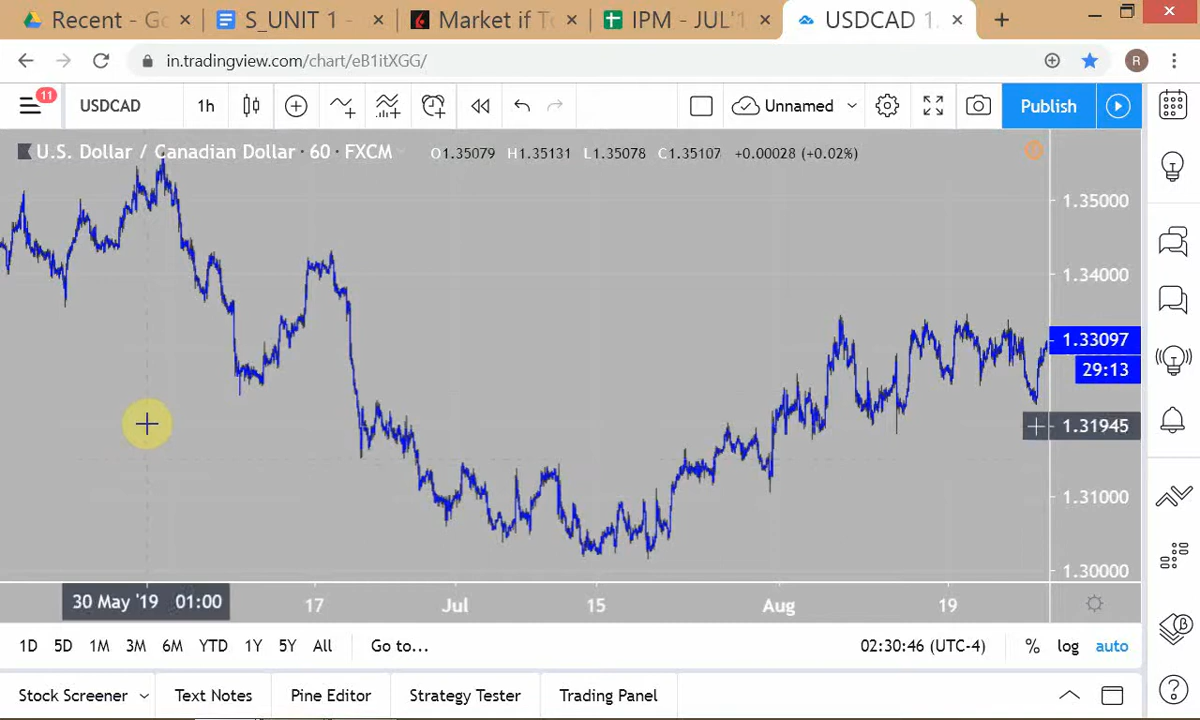 Recent - Go
S_UNIT 1 -
Market if To
IPM - JUL'1
USDCAD 1.
in.tradingview.com/chart/eB1itXGG/
R
11
USDCAD
1h
Unnamed
Publish
U.S. Dollar / Canadian Dollar · 60 · FXCM
O1.35079 H1.35131 L1.35078 C1.35107 +0.00028 (+0.02%)
1.35000
1.34000
1.33097
29:13
1.31945
1.31000
1.30000
30 May '19 01:00
17
Jul
15
Aug
19
1D 5D 1M 3M 6M YTD 1Y 5Y All
Go to...
02:30:46 (UTC-4)
%
log
auto
Stock Screener
Text Notes
Pine Editor
Strategy Tester
Trading Panel